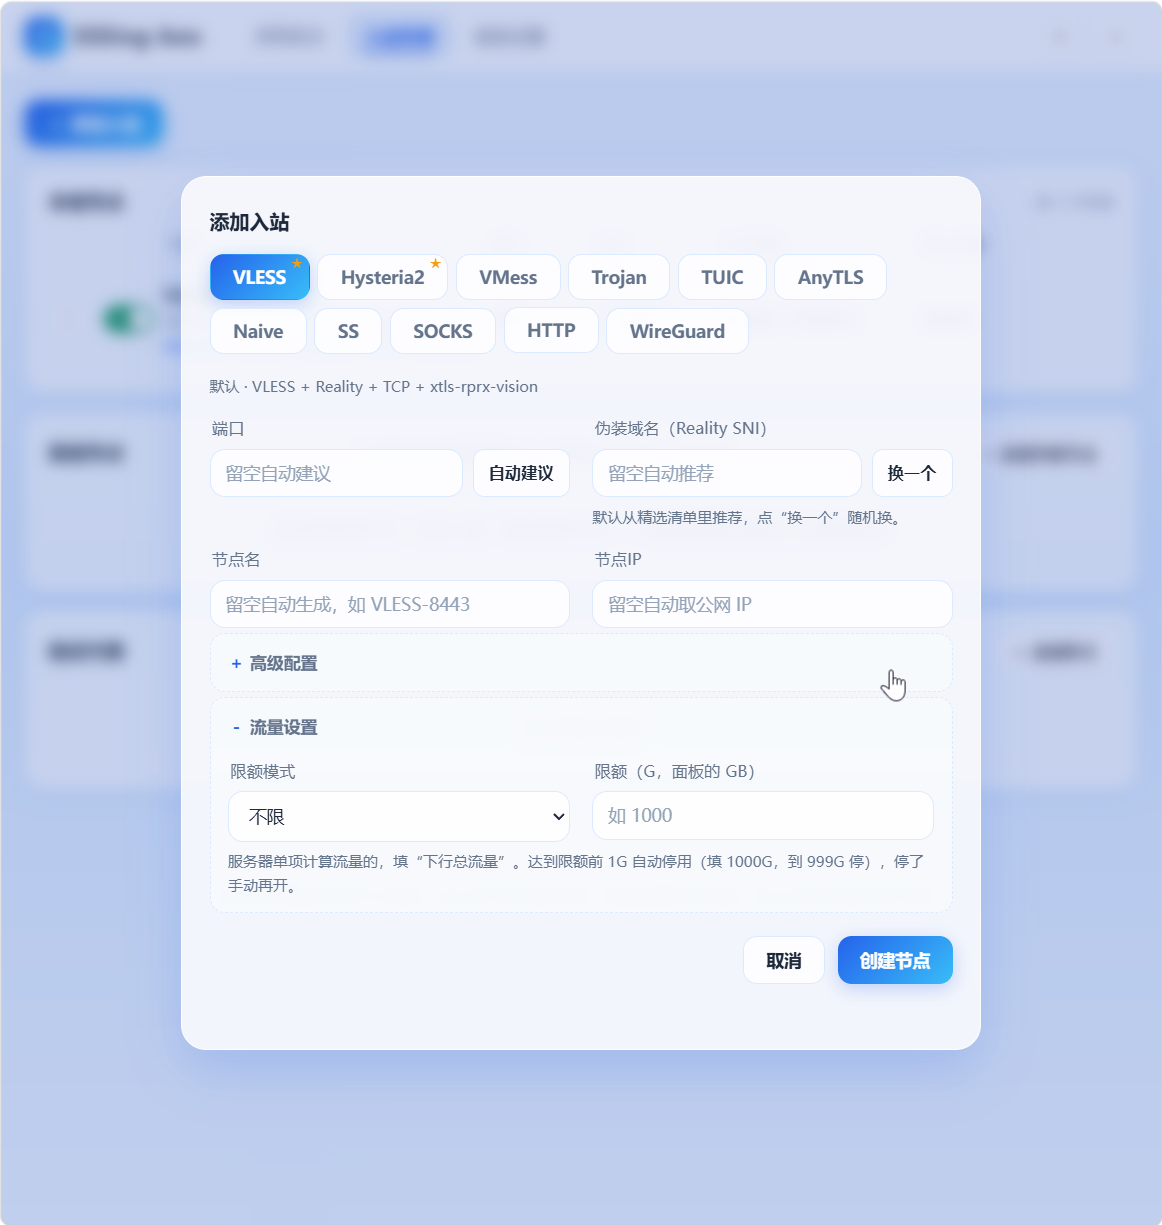 添加入站
VLESS ★ Hysteria2 ★ VMess Trojan TUIC AnyTLS
Naive SS SOCKS HTTP WireGuard
默认 · VLESS + Reality + TCP + xtls-rprx-vision
端口 伪装域名（Reality SNI）
留空自动建议 自动建议 留空自动推荐 换一个
默认从精选清单里推荐，点“换一个”随机换。
节点名 节点IP
留空自动生成，如 VLESS-8443 留空自动取公网 IP
+ 高级配置
- 流量设置
限额模式 限额（G，面板的 GB）
不限 如 1000
服务器单项计算流量的，填“下行总流量”。达到限额前 1G 自动停用（填 1000G，到 999G 停），停了
手动再开。
取消 创建节点